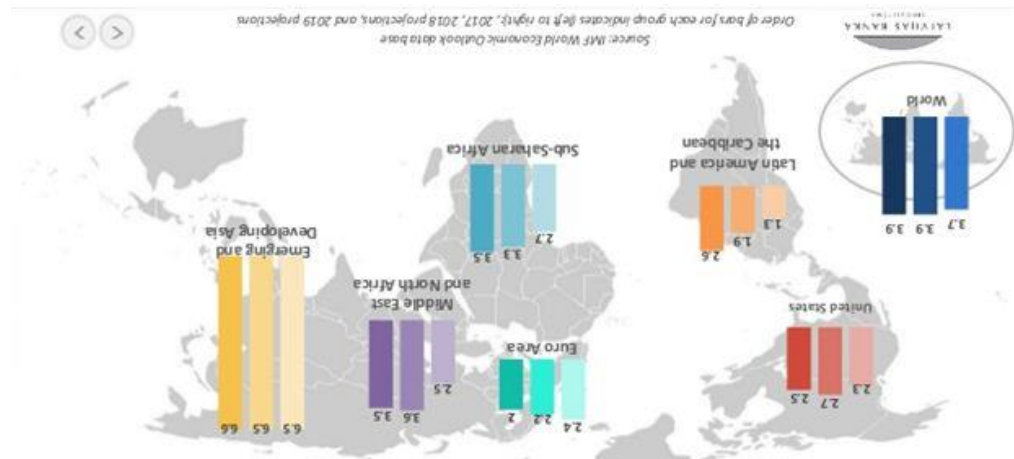 2.3 2.7 2.5
United States
2.4 2.2 2
Euro Area
2.5 3.6 3.5
Middle East
and North Africa
6.5 6.5 6.6
Emerging and
Developing Asia
3.7 3.9 3.9
World
1.3 1.9 2.6
Latin America and
the Caribbean
2.7 3.3 3.5
Sub-Saharan Africa
LATVIJAS BANKA
Source: IMF World Economic Outlook data base
Order of bars for each group indicates (left to right): 2017, 2018 projections, and 2019 projections